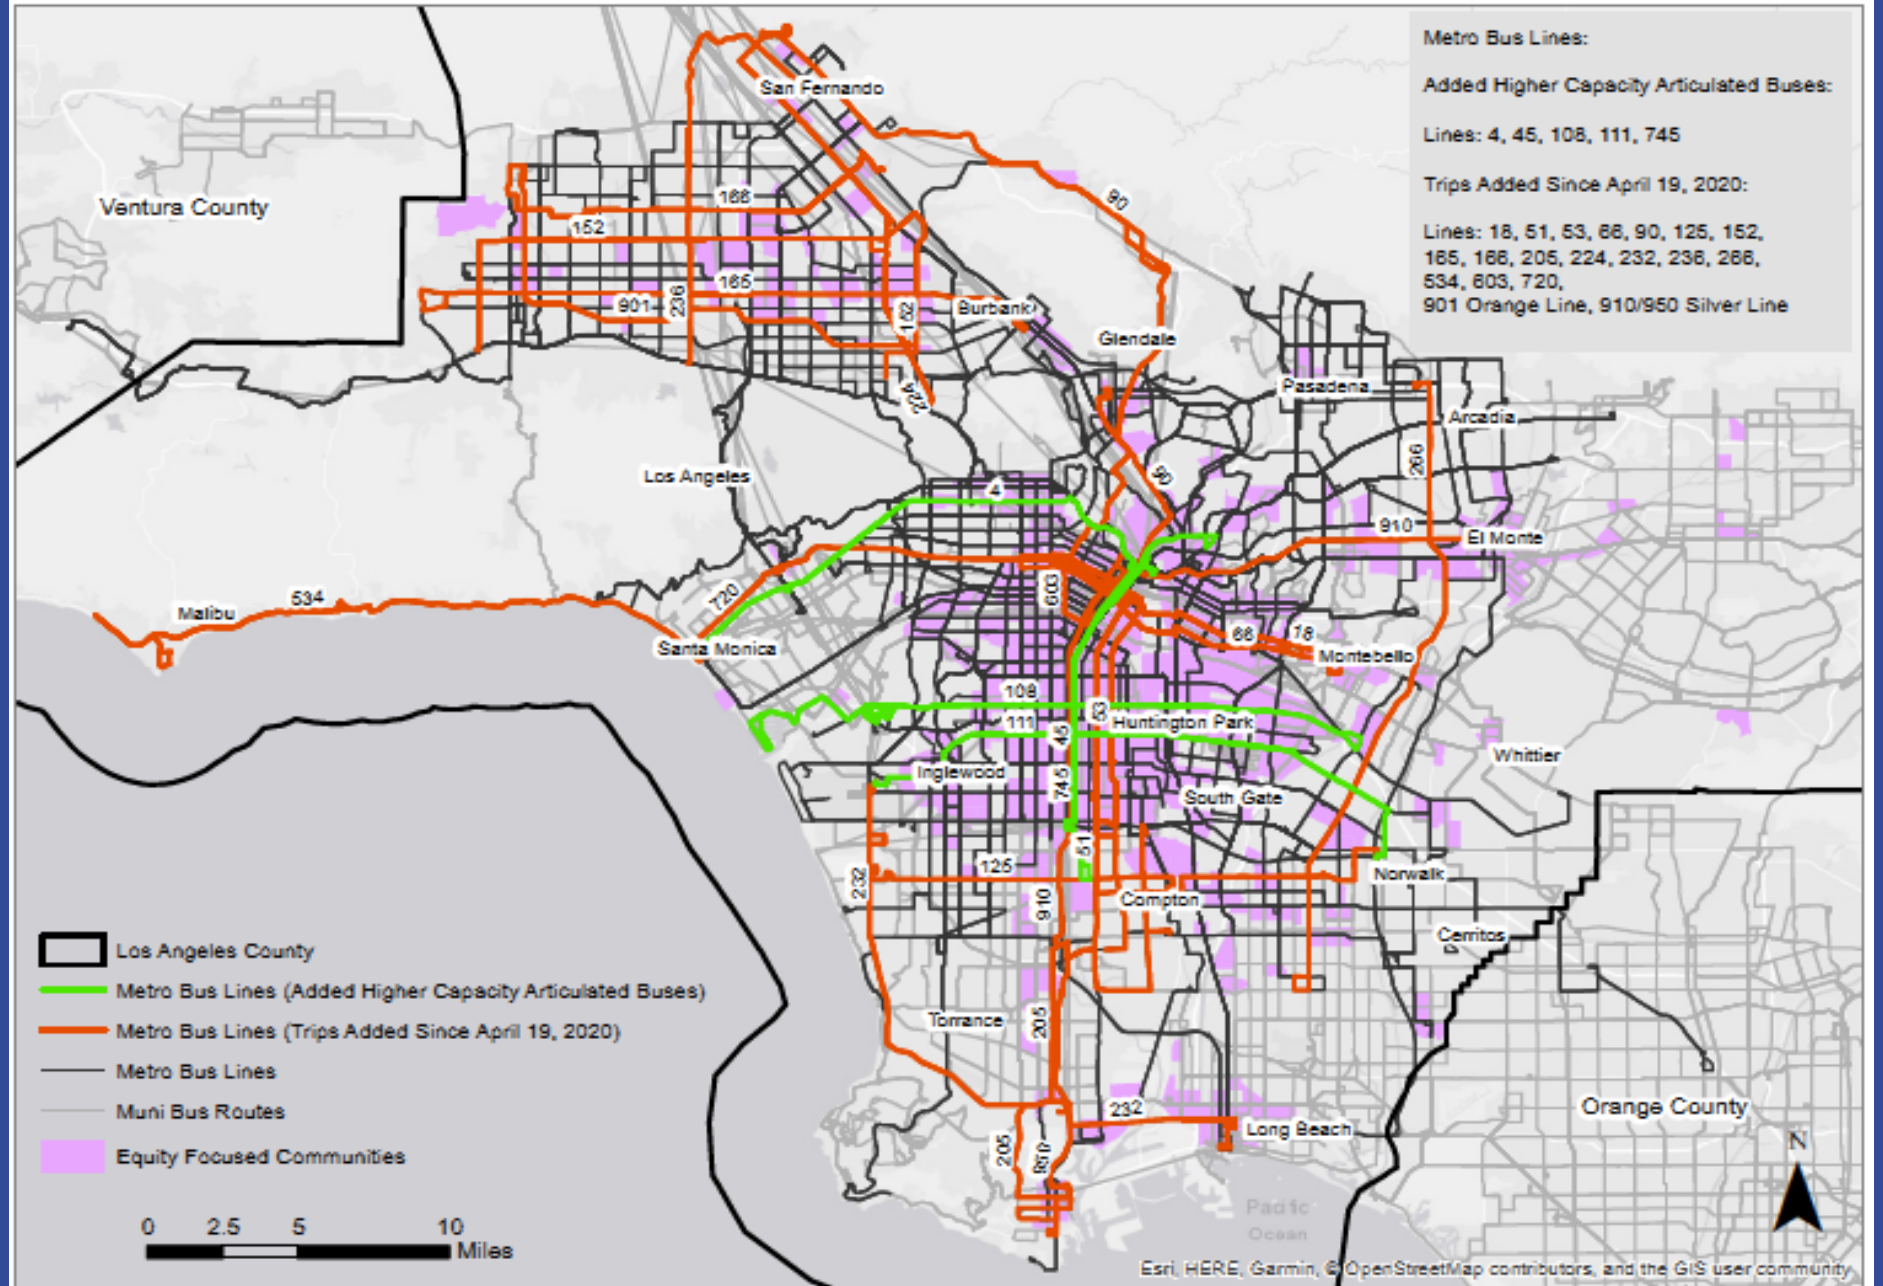 Metro Bus Lines:
Added Higher Capacity Articulated Buses:
Lines: 4, 45, 108, 111, 745
Trips Added Since April 19, 2020:
Lines: 18, 51, 53, 66, 90, 125, 152,
165, 166, 205, 224, 232, 236, 266,
534, 603, 720,
901 Orange Line, 910/950 Silver Line
San Fernando
Ventura County
166
152
90
165
901
236
162
Burbank
Glendale
224
Pasadena
Arcadia
Los Angeles
266
4
90
910
El Monte
534
Malibu
720
603
66
18
Santa Monica
Montebello
108
111
53
Huntington Park
45
Whittier
Inglewood
745
South Gate
51
125
232
Norwalk
910
Compton
Cerritos
Torrance
205
232
Long Beach
Orange County
205
Los Angeles County
Metro Bus Lines (Added Higher Capacity Articulated Buses)
Metro Bus Lines (Trips Added Since April 19, 2020)
Metro Bus Lines
Muni Bus Routes
Equity Focused Communities
0 2.5 5 10
Miles
N
Pacific
Ocean
Esri, HERE, Garmin, © OpenStreetMap contributors, and the GIS user community